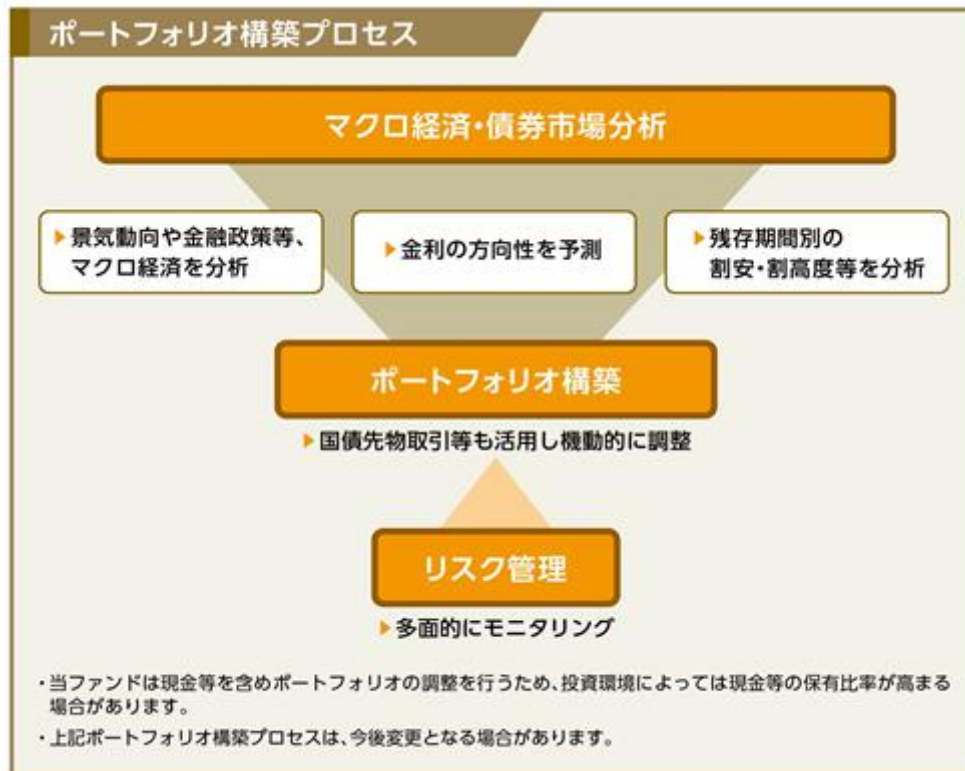 ポートフォリオ構築プロセス
マクロ経済・債券市場分析
▶景気動向や金融政策等、
マクロ経済を分析
▶金利の方向性を予測
▶残存期間別の
割安・割高度等を分析
ポートフォリオ構築
▶国債先物取引等も活用し機動的に調整
リスク管理
▶多面的にモニタリング
・当ファンドは現金等を含めポートフォリオの調整を行うため、投資環境によっては現金等の保有比率が高まる
場合があります。
・上記ポートフォリオ構築プロセスは、今後変更となる場合があります。